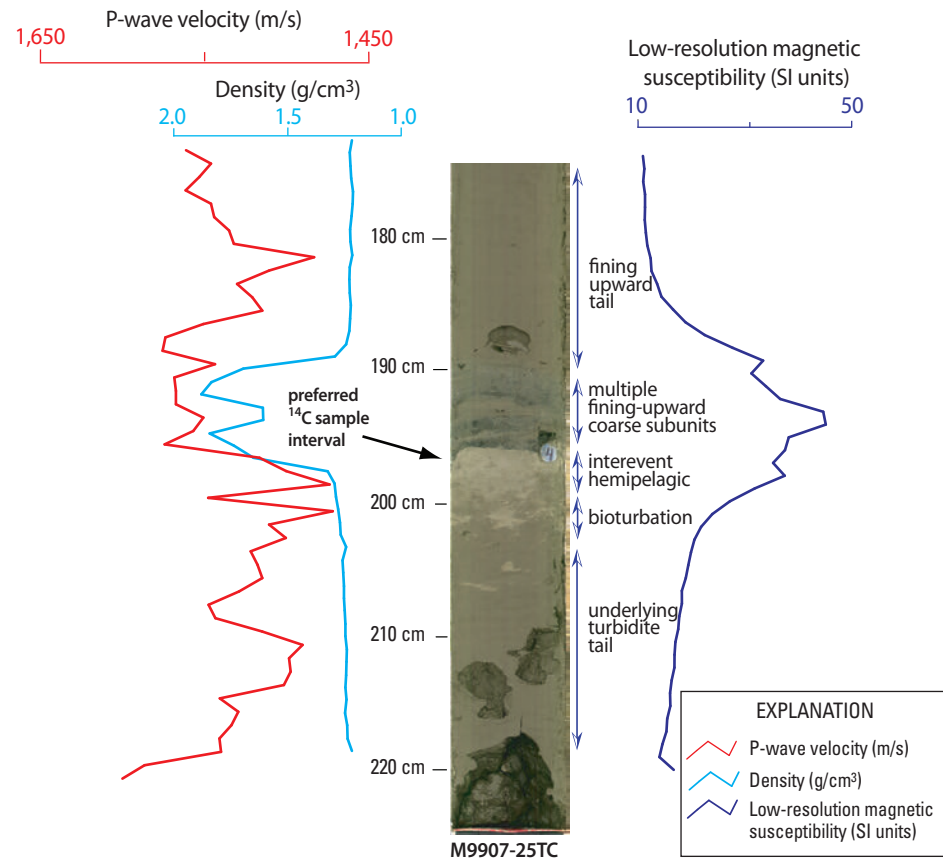 P-wave velocity (m/s)
1,650 1,450
Density (g/cm³)
2.0 1.5 1.0
Low-resolution magnetic
susceptibility (SI units)
10 50
180 cm
190 cm
200 cm
210 cm
220 cm
preferred
¹⁴C sample
interval
fining
upward
tail
multiple
fining-upward
coarse subunits
4
interevent
hemipelagic
bioturbation
underlying
turbidite
tail
M9907-25TC
EXPLANATION
P-wave velocity (m/s)
Density (g/cm³)
Low-resolution magnetic
susceptibility (SI units)